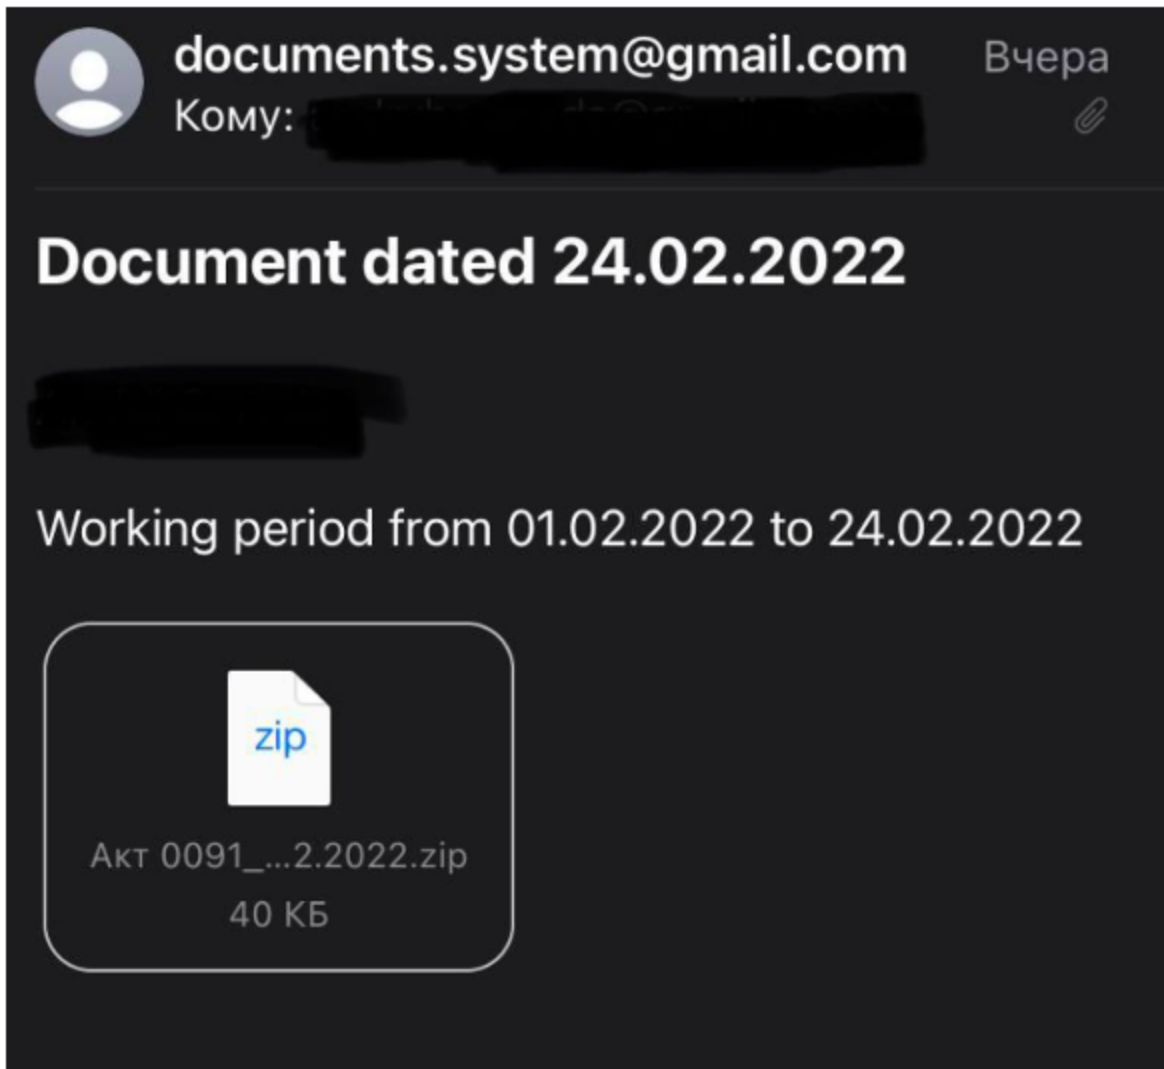 documents.system@gmail.com Вчера
Кому:
Document dated 24.02.2022
Working period from 01.02.2022 to 24.02.2022
zip
Акт 0091_...2.2022.zip
40 КБ